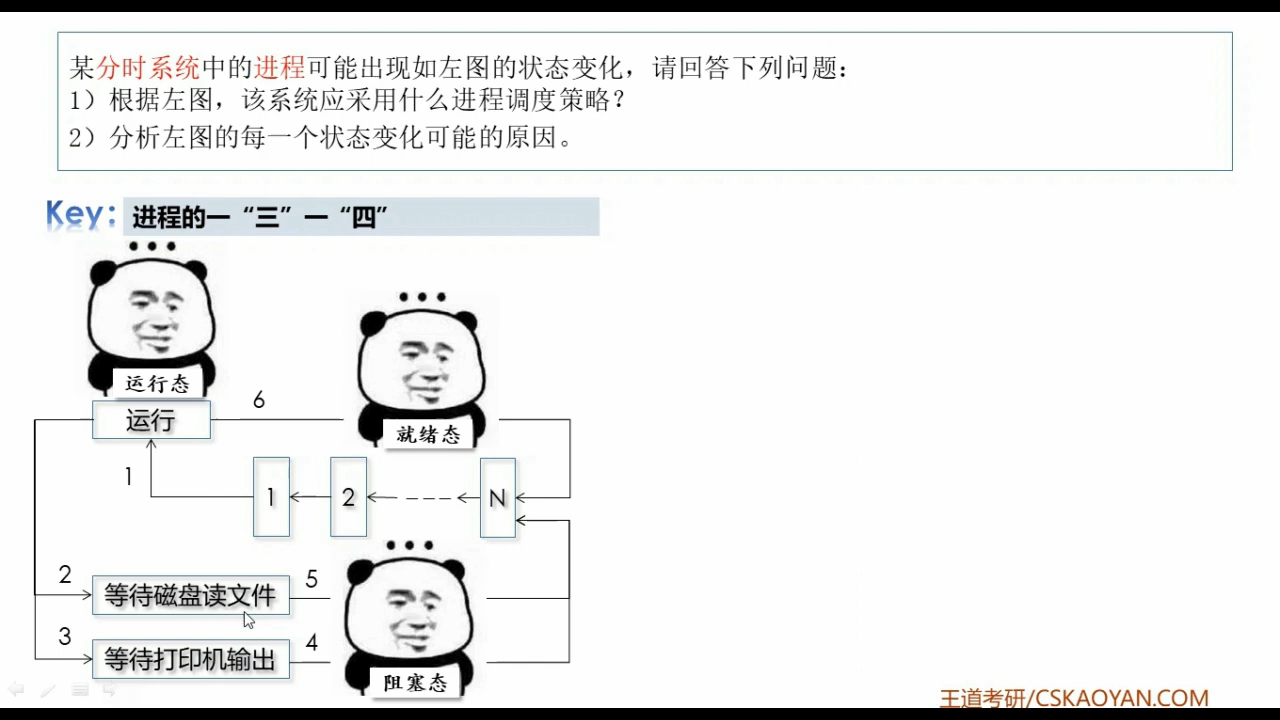 某分时系统中的进程可能出现如左图的状态变化，请回答下列问题：
1）根据左图，该系统应采用什么进程调度策略？
2）分析左图的每一个状态变化可能的原因。
Key：
进程的一“三”一“四”
运行态
运行
6
就绪态
1
1
2
N
2
等待磁盘读文件
5
3
等待打印机输出
4
阻塞态
王道考研/CSKAOYAN.COM